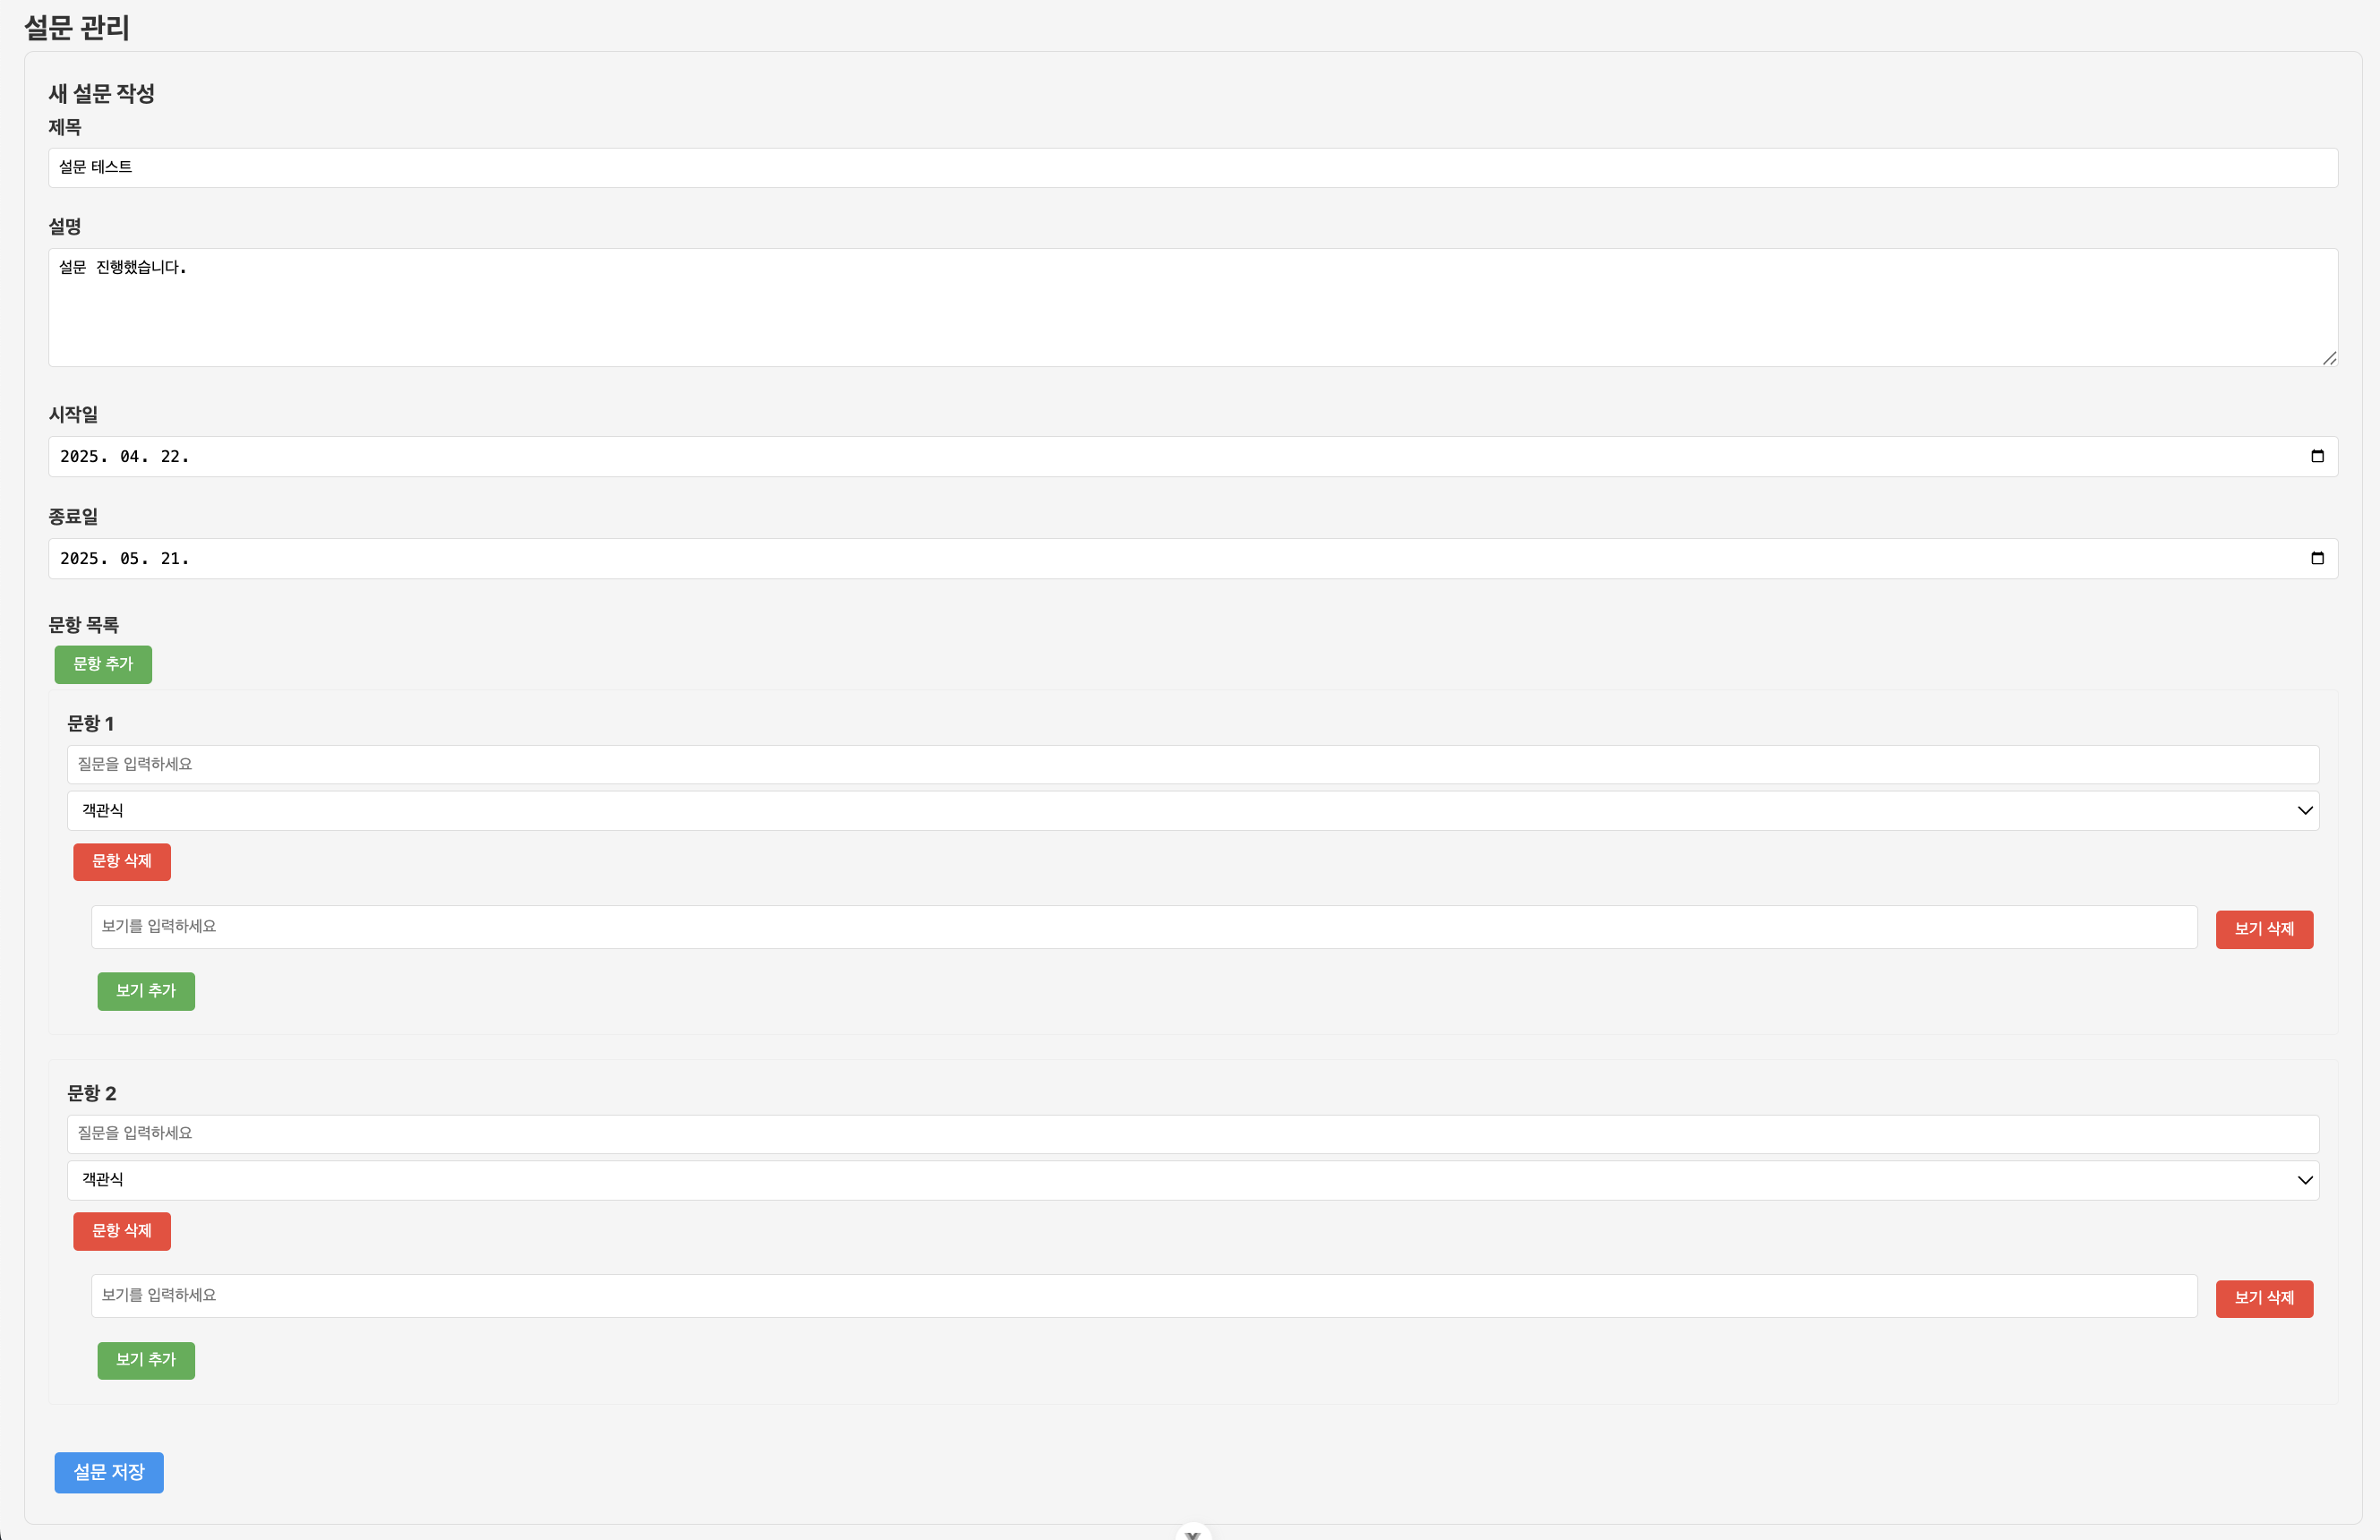 설문 관리
새 설문 작성
제목
설문 테스트
설명
설문 진행했습니다.
시작일
2025. 04. 22.
종료일
2025. 05. 21.
문항 목록
문항 추가
문항 1
질문을 입력하세요
객관식
문항 삭제
보기를 입력하세요 보기 삭제
보기 추가
문항 2
질문을 입력하세요
객관식
문항 삭제
보기를 입력하세요 보기 삭제
보기 추가
설문 저장